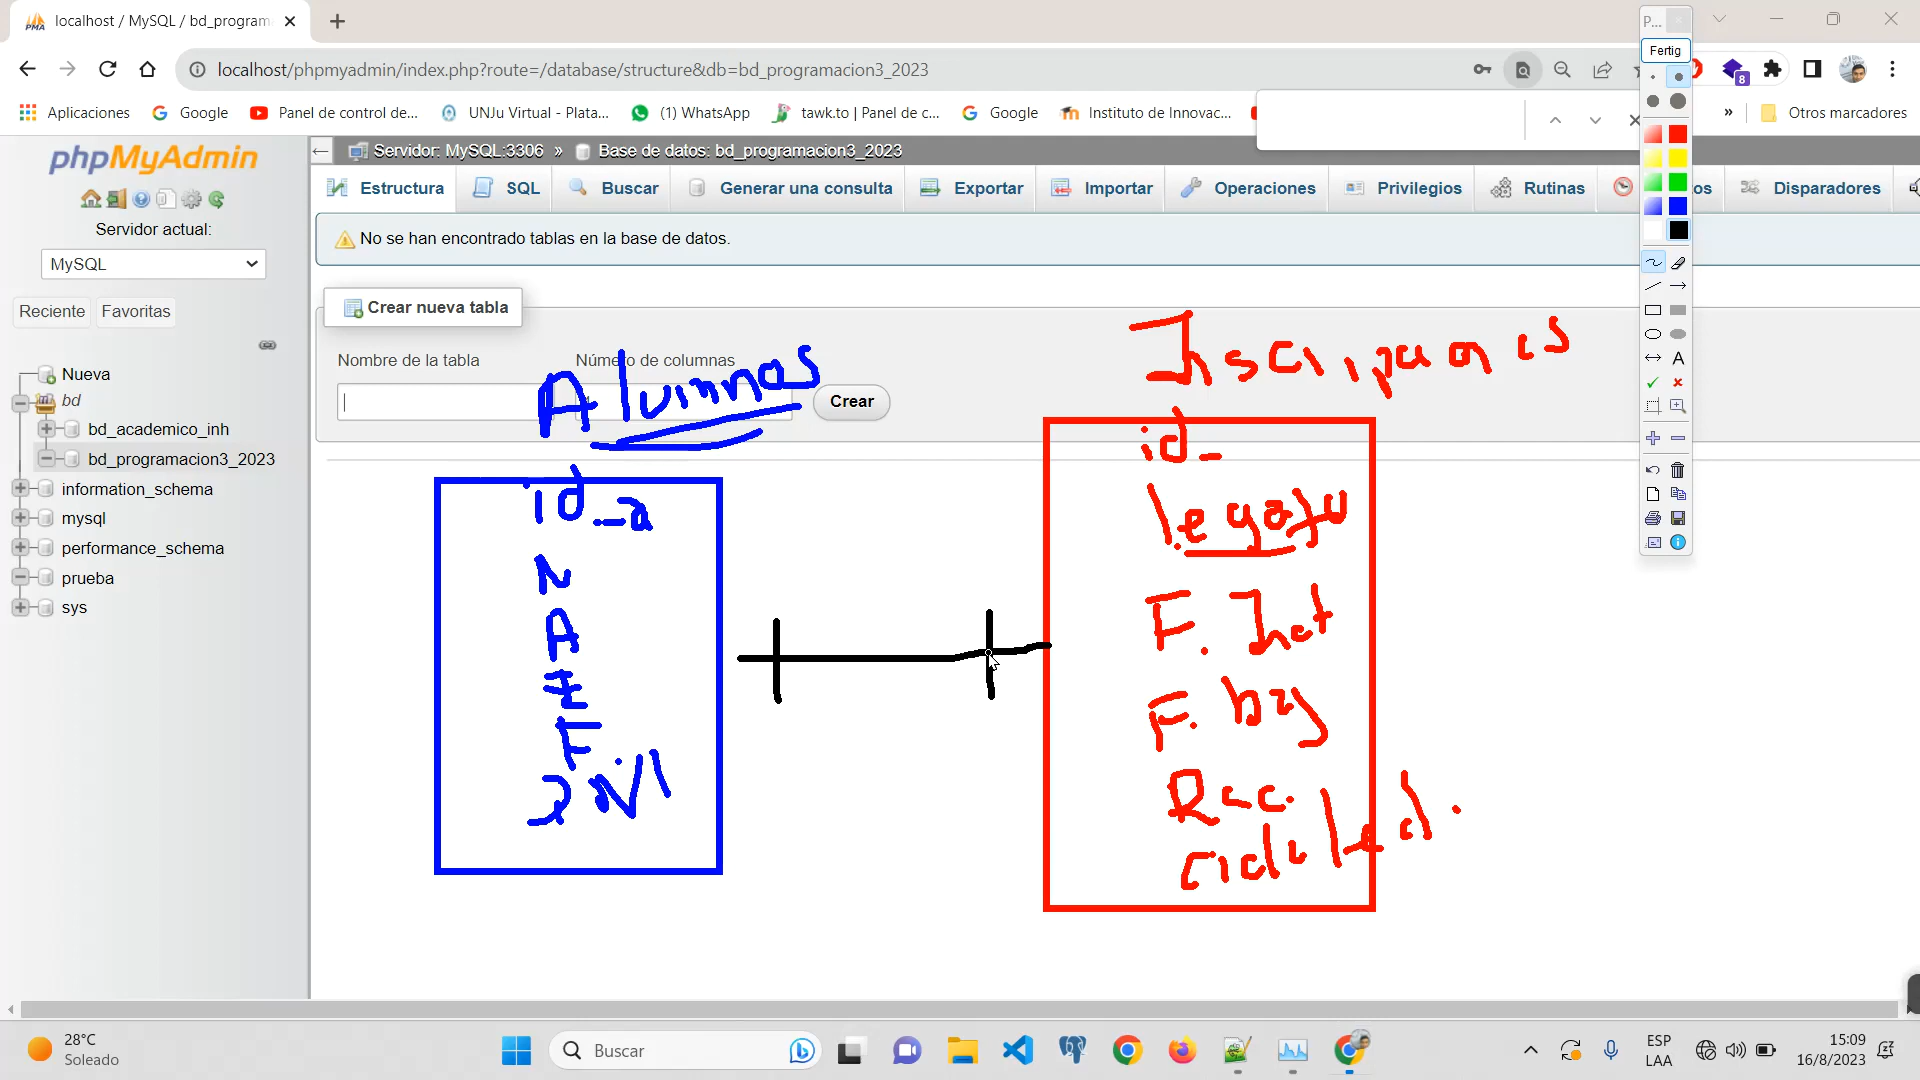 localhost / MySQL / bd_program
P...
Fertig
localhost/phpmyadmin/index.php?route=/database/structure&db=bd_programacion3_2023
8
Aplicaciones
Google
Panel de control de...
UNJu Virtual - Plata...
(1) WhatsApp
tawk.to | Panel de c...
Google
Instituto de Innovac...
»
Otros marcadores
phpMyAdmin
Servidor: MySQL:3306 » Base de datos: bd_programacion3_2023
Estructura
SQL
Buscar
Generar una consulta
Exportar
Importar
Operaciones
Privilegios
Rutinas
os
Disparadores
Servidor actual:
MySQL
No se han encontrado tablas en la base de datos.
Reciente
Favoritas
Crear nueva tabla
Nombre de la tabla
Número de columnas
Crear
Nueva
bd
bd_academico_inh
bd_programacion3_2023
information_schema
mysql
performance_schema
prueba
sys
Alumnos
id_a
N
A
id_
F.
F.
28°C
Soleado
Buscar
ESP
LAA
15:09
16/8/2023